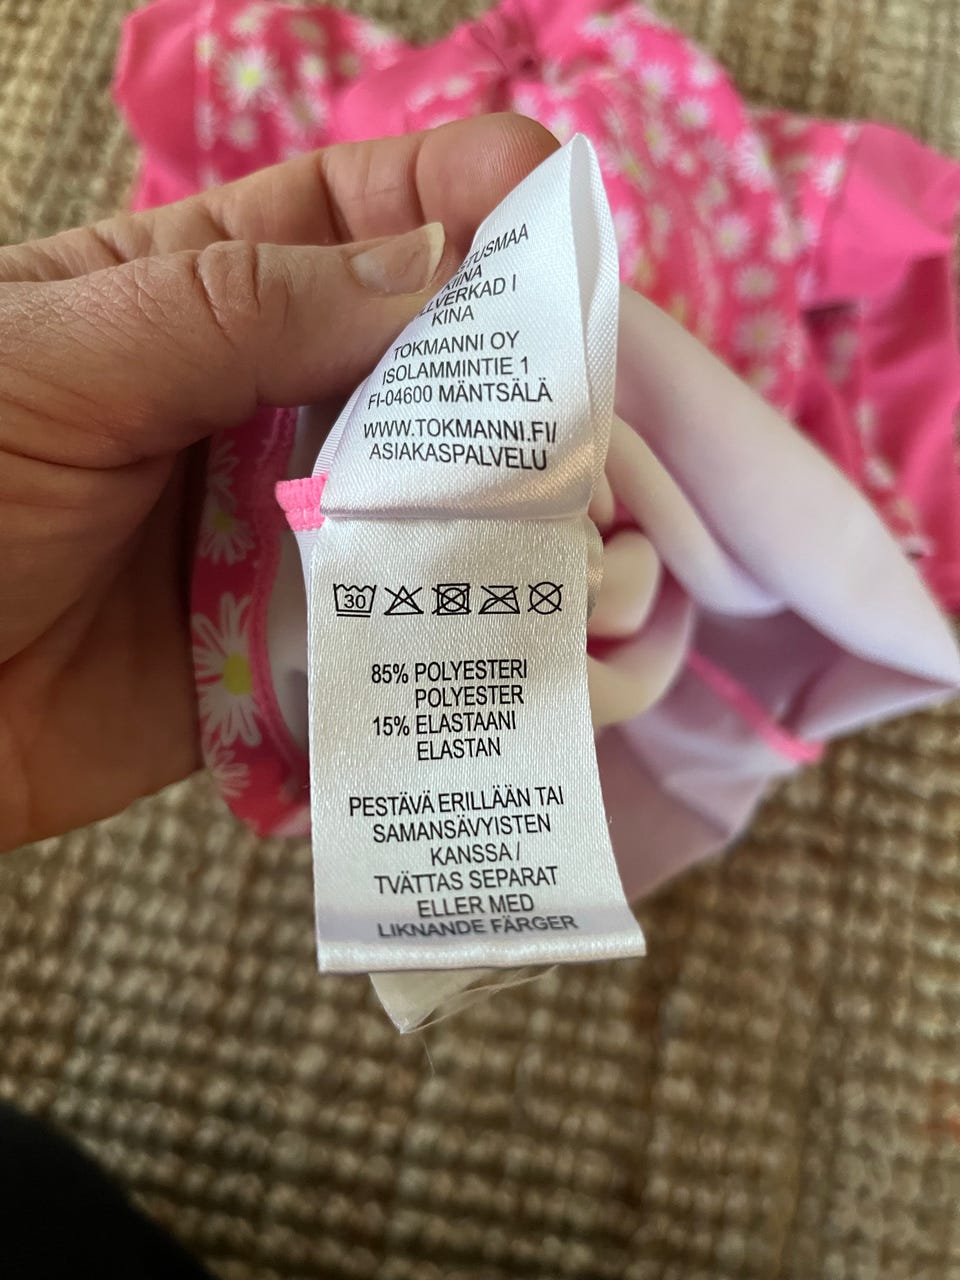 KINA
TOKMANNI OY
ISOLAMMINTIE 1
FI-04600 MÄNTSÄLÄ
WWW.TOKMANNI.FI/
ASIAKASPALVELU
30
85% POLYESTERI
POLYESTER
15% ELASTAANI
ELASTAN
PESTÄVÄ ERILLÄÄN TAI
SAMANSÄVYISTEN
KANSSA /
TVÄTTAS SEPARAT
ELLER MED
LIKNANDE FÄRGER